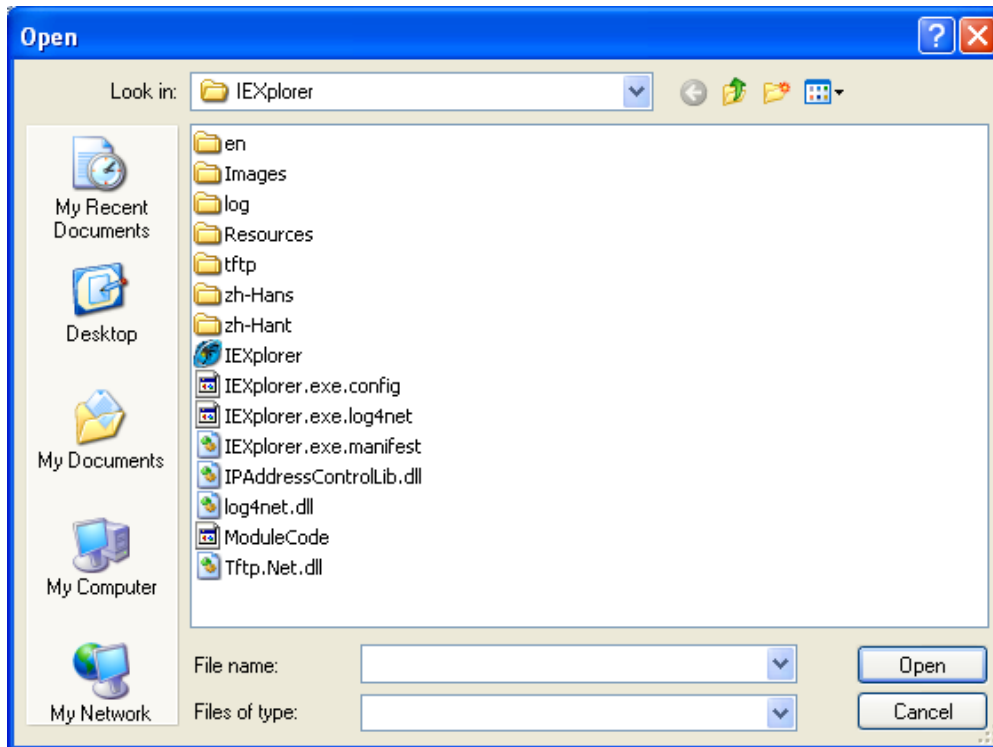 Open
Look in:
IEXplorer
My Recent
Documents
Desktop
My Documents
My Computer
My Network
en
Images
log
Resources
tftp
zh-Hans
zh-Hant
IEXplorer
IEXplorer.exe.config
IEXplorer.exe.log4net
IEXplorer.exe.manifest
IPAddressControlLib.dll
log4net.dll
ModuleCode
Tftp.Net.dll
File name:
Open
Files of type:
Cancel